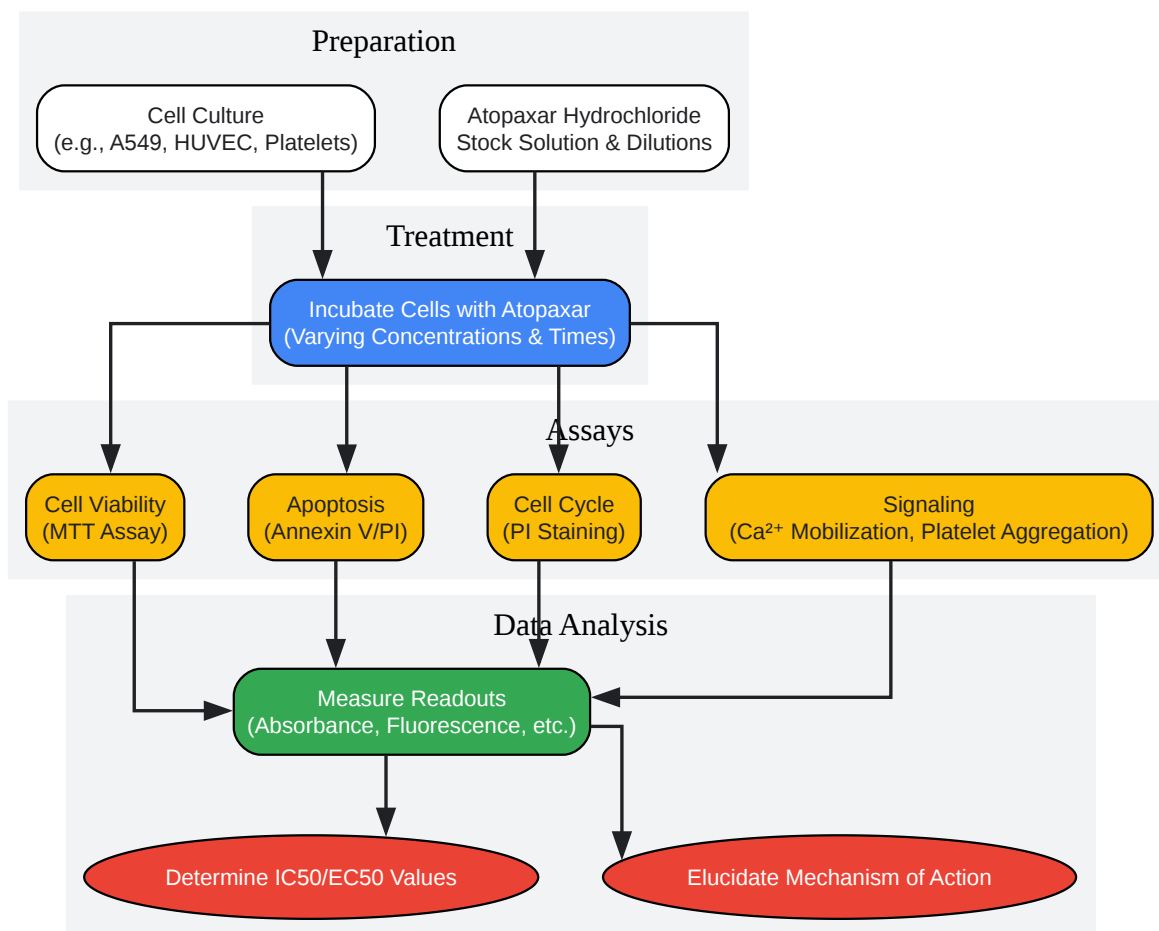 Preparation
Cell Culture
(e.g., A549, HUVEC, Platelets)
Atopaxar Hydrochloride
Stock Solution & Dilutions
Treatment
Incubate Cells with Atopaxar
(Varying Concentrations & Times)
Assays
Cell Viability
(MTT Assay)
Apoptosis
(Annexin V/PI)
Cell Cycle
(PI Staining)
Signaling
(Ca²⁺ Mobilization, Platelet Aggregation)
Data Analysis
Measure Readouts
(Absorbance, Fluorescence, etc.)
Determine IC50/EC50 Values
Elucidate Mechanism of Action